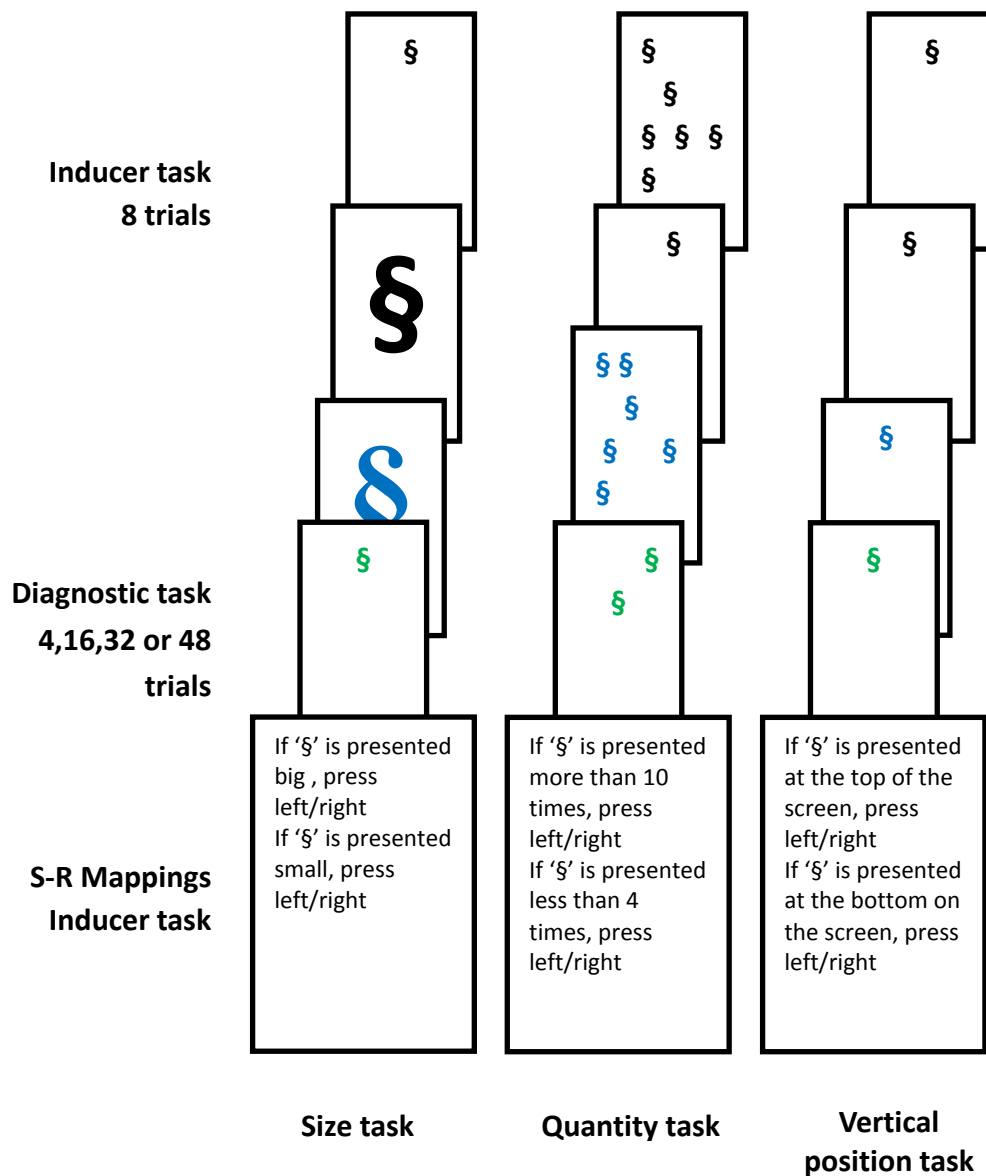 §
§
§
§
§ § §
§
§
Inducer task
8 trials
§
§
§
§ §
§
§ §
§
§
§
§
§
§
§
Diagnostic task
4,16,32 or 48
trials
If ‘§’ is presented
big , press
left/right
If ‘§’ is presented
small, press
left/right
If ‘§’ is presented
more than 10
times, press
left/right
If ‘§’ is presented
less than 4
times, press
left/right
If ‘§’ is presented
at the top of the
screen, press
left/right
If ‘§’ is presented
at the bottom on
the screen, press
left/right
S-R Mappings
Inducer task
Size task
Quantity task
Vertical
position task